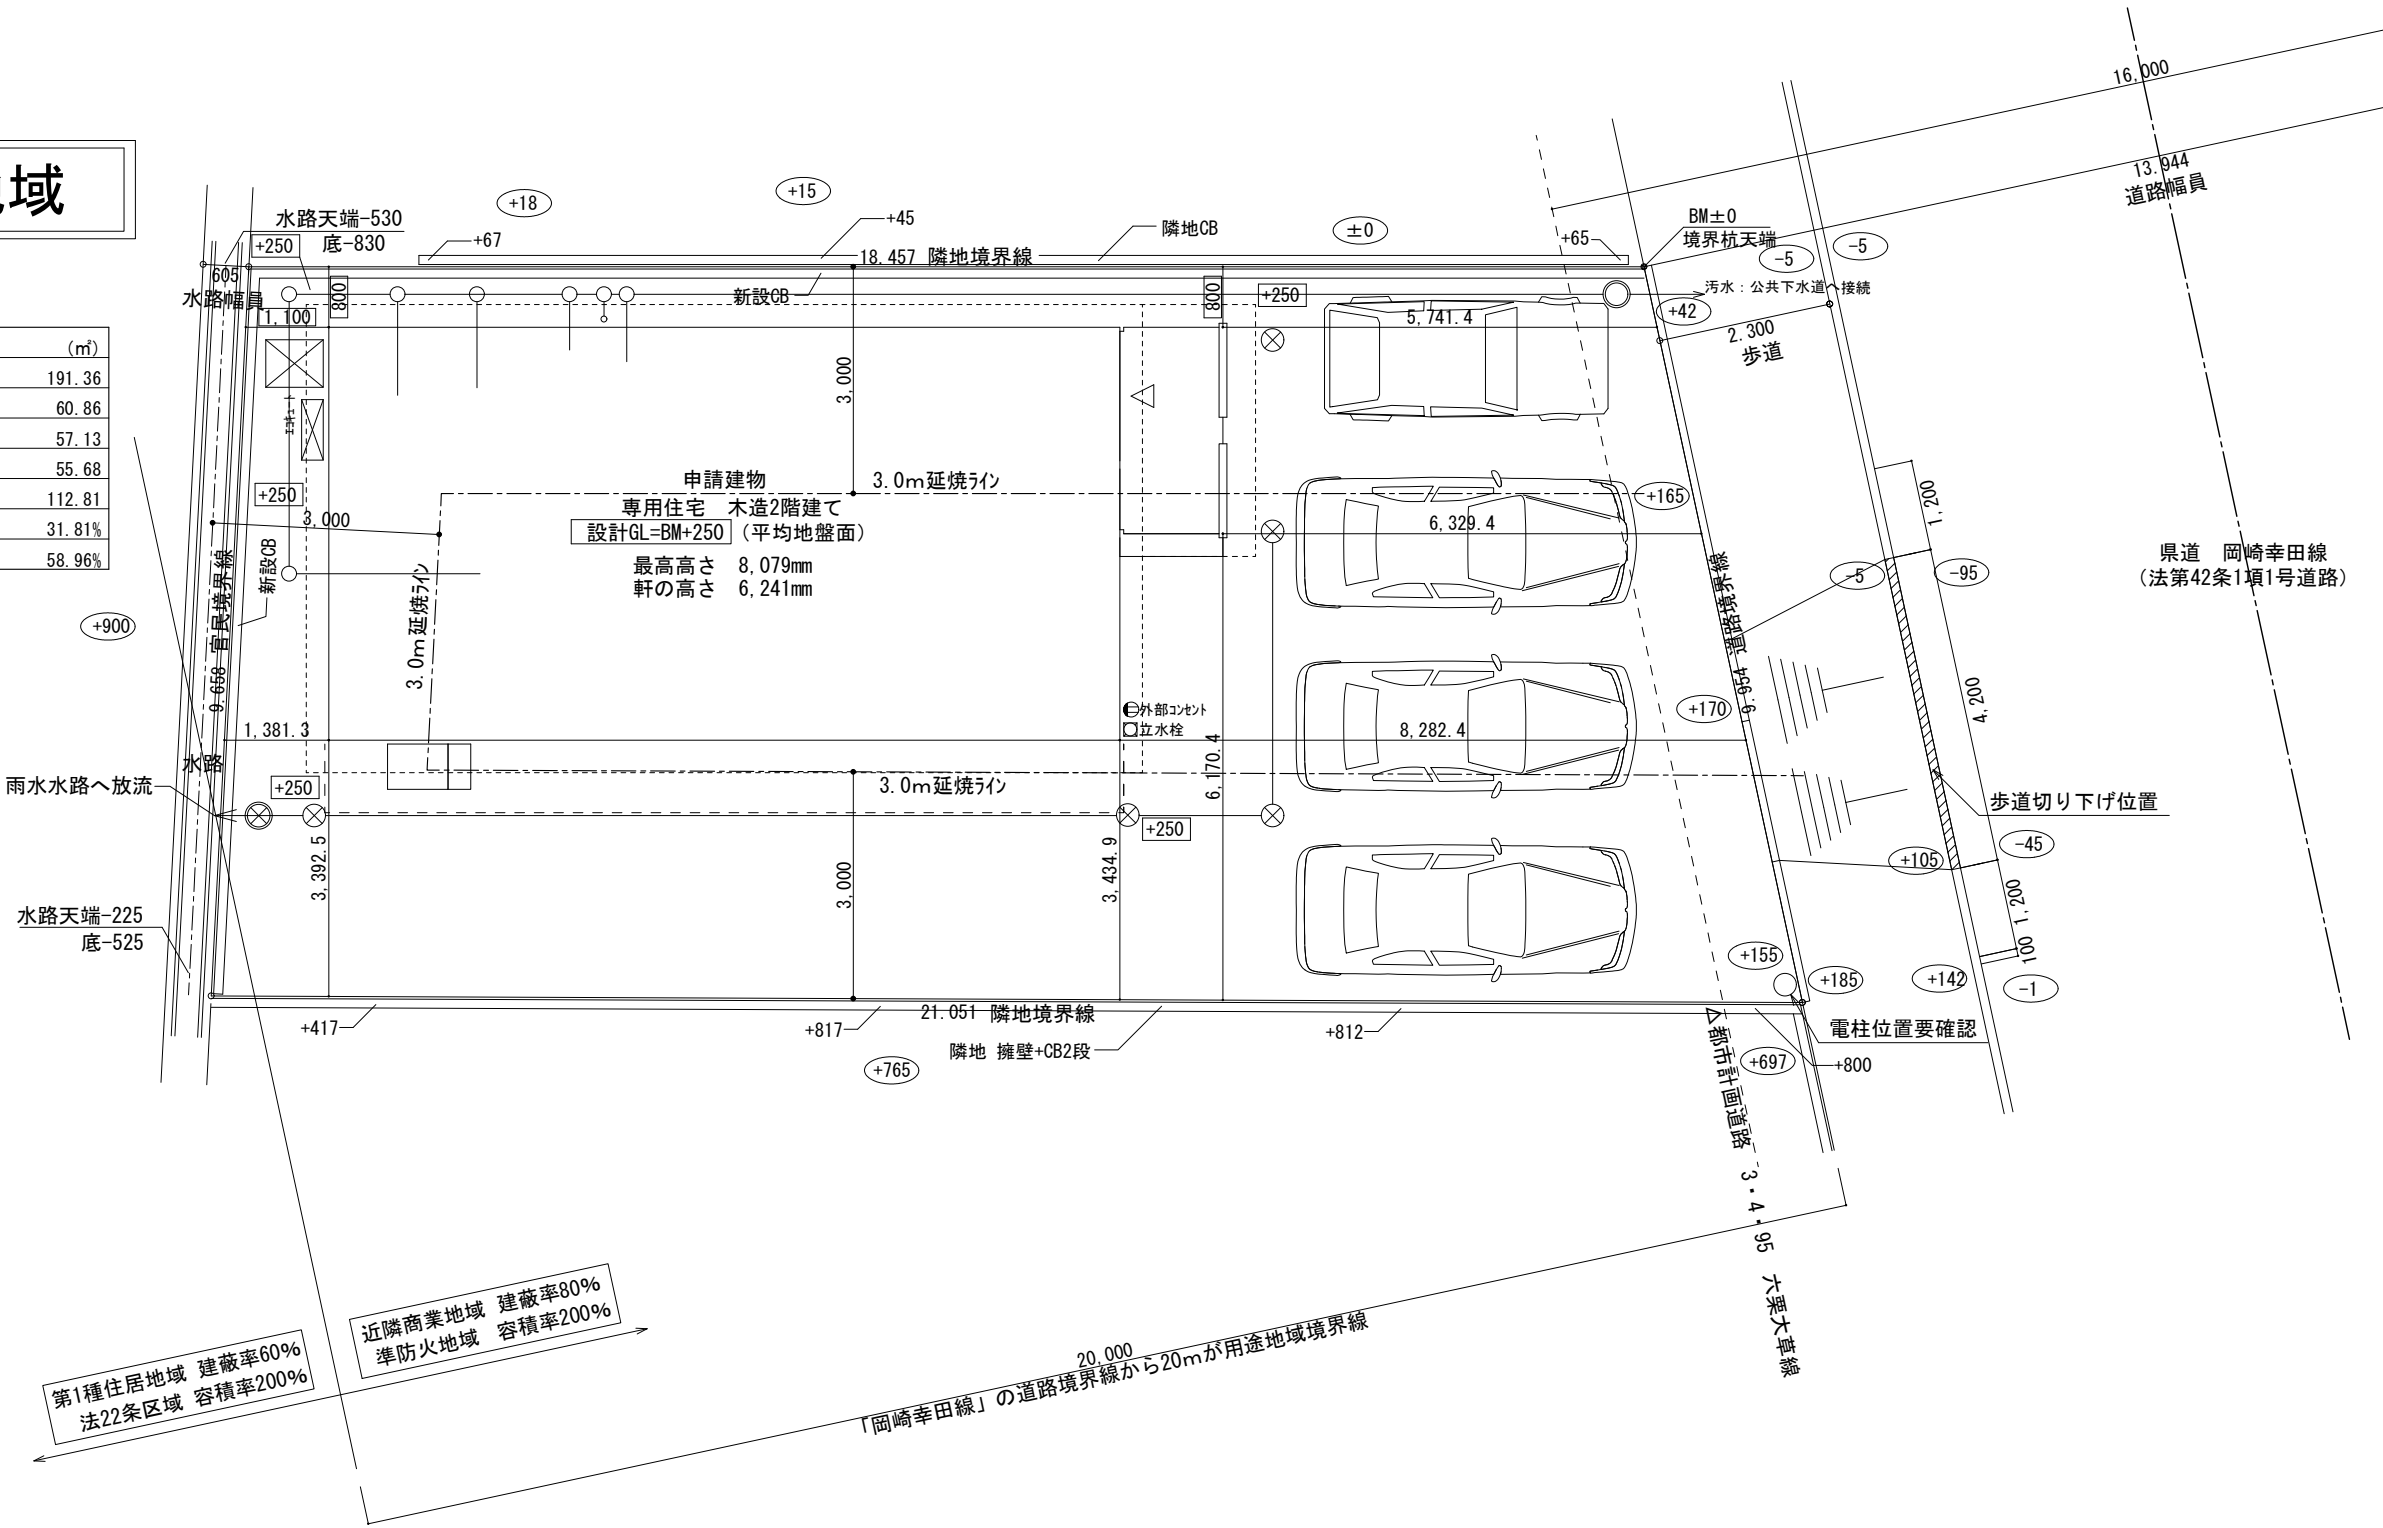 域
(㎡)
191.36
60.86
57.13
55.68
112.81
31.81%
58.96%
16,000
13.944
道路幅員
+18
+15
水路天端-530
底-830
+250
+67
+45
隣地CB
±0
+65
BM±0
境界杭天端
-5
-5
18.457 隣地境界線
605
水路幅員
1,100
800
新設CB
800
+250
汚水：公共下水道へ接続
+42
5,741.4
2.300
歩道
3,000
エコキュート
申請建物
3.0m延焼ライン
専用住宅　木造2階建て
設計GL=BM+250 (平均地盤面)
最高高さ　8,079mm
軒の高さ　6,241mm
+250
3,000
+165
6,329.4
1,200
県道　岡崎幸田線
(法第42条1項1号道路)
-5
-95
道路境界線
9.954
+900
9.658 官民境界線
新設CB
3.0m延焼ライン
+170
4,200
外部コンセント
立水栓
1,381.3
8,282.4
水路
6,170.4
雨水水路へ放流
+250
3.0m延焼ライン
歩道切り下げ位置
+250
-45
+105
3,392.5
3,000
3,434.9
1,200
100
水路天端-225
底-525
+155
+185
+142
-1
+417
+817
21.051 隣地境界線
+812
隣地 擁壁+CB2段
電柱位置要確認
+765
+697
+800
△都市計画道路　3・4・95　六栗大草線
近隣商業地域 建蔽率80%
準防火地域 容積率200%
第1種住居地域 建蔽率60%
法22条区域 容積率200%
20,000
「岡崎幸田線」の道路境界線から20mが用途地域境界線